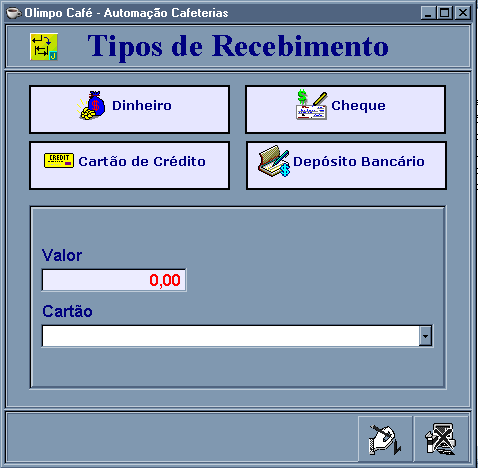 Olimpo Café - Automação Cafeterias
Tipos de Recebimento
Dinheiro
Cheque
CREDIT
Cartão de Crédito
Depósito Bancário
Valor
0,00
Cartão